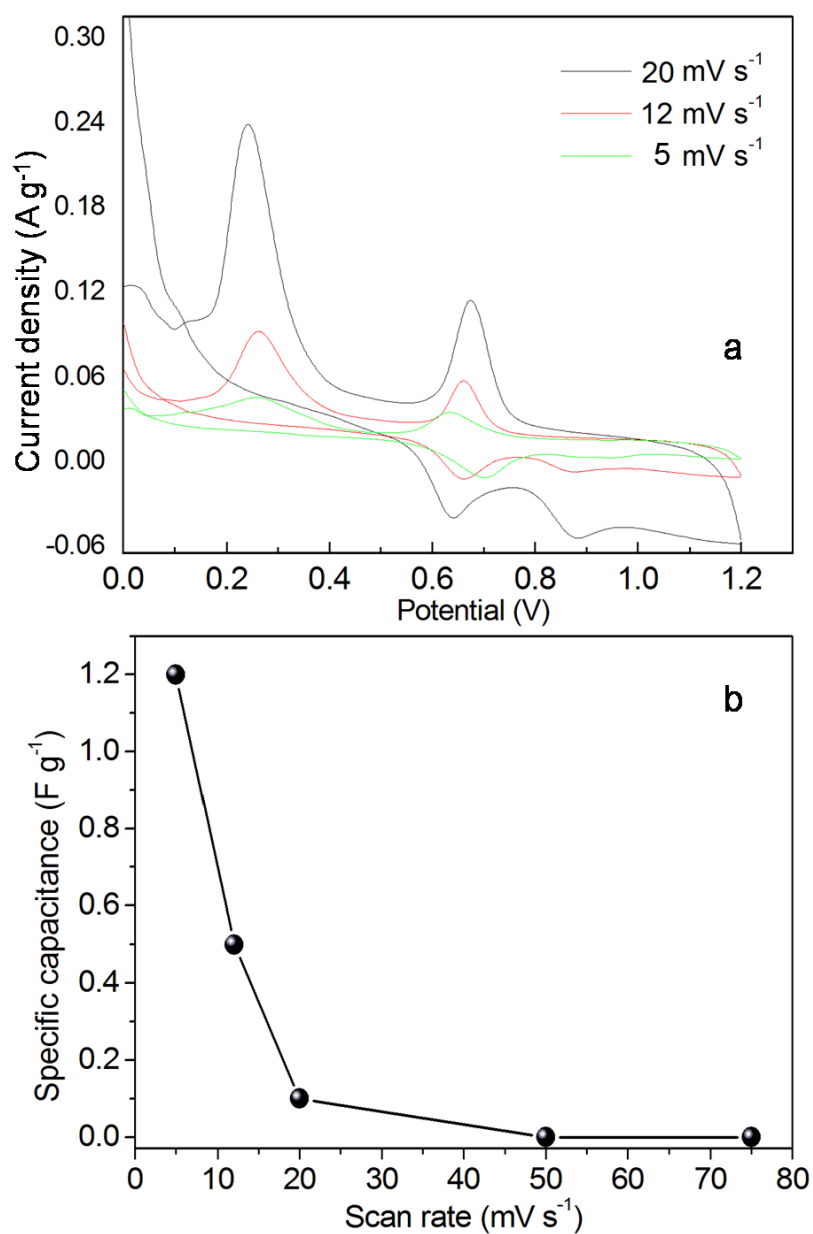 0.30
0.24
0.18
0.12
0.06
0.00
-0.06
Current density (A g⁻¹)
20 mV s⁻¹
12 mV s⁻¹
5 mV s⁻¹
a
0.0 0.2 0.4 0.6 0.8 1.0 1.2
Potential (V)
1.2
1.0
0.8
0.6
0.4
0.2
0.0
Specific capacitance (F g⁻¹)
b
0 10 20 30 40 50 60 70 80
Scan rate (mV s⁻¹)